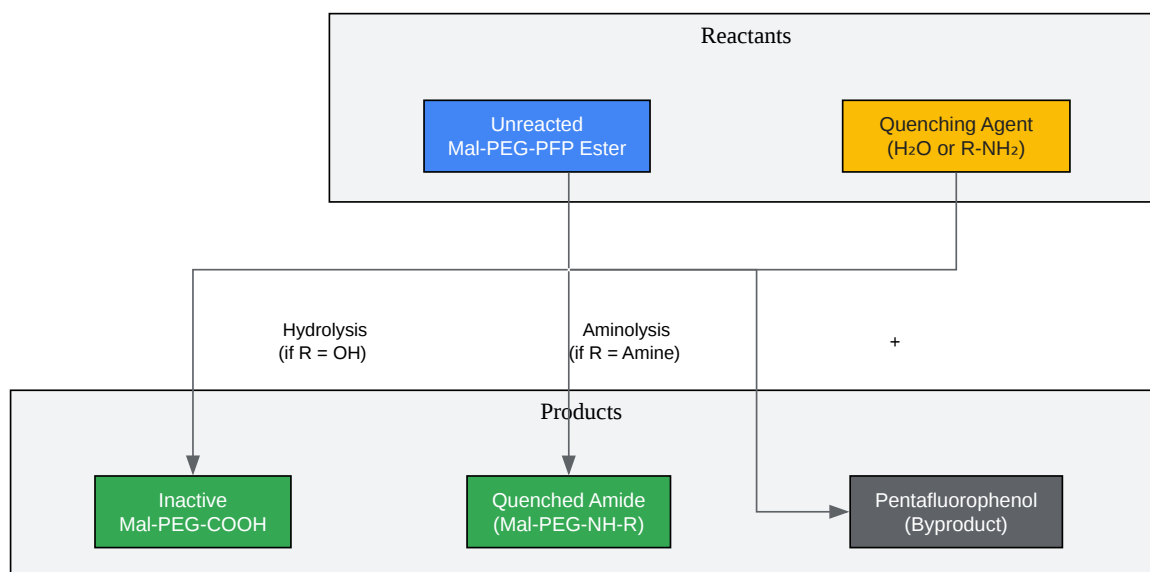 Reactants
Unreacted
Mal-PEG-PFP Ester
Quenching Agent
(H₂O or R-NH₂)
Hydrolysis
(if R = OH)
Aminolysis
(if R = Amine)
+
Products
Inactive
Mal-PEG-COOH
Quenched Amide
(Mal-PEG-NH-R)
Pentafluorophenol
(Byproduct)